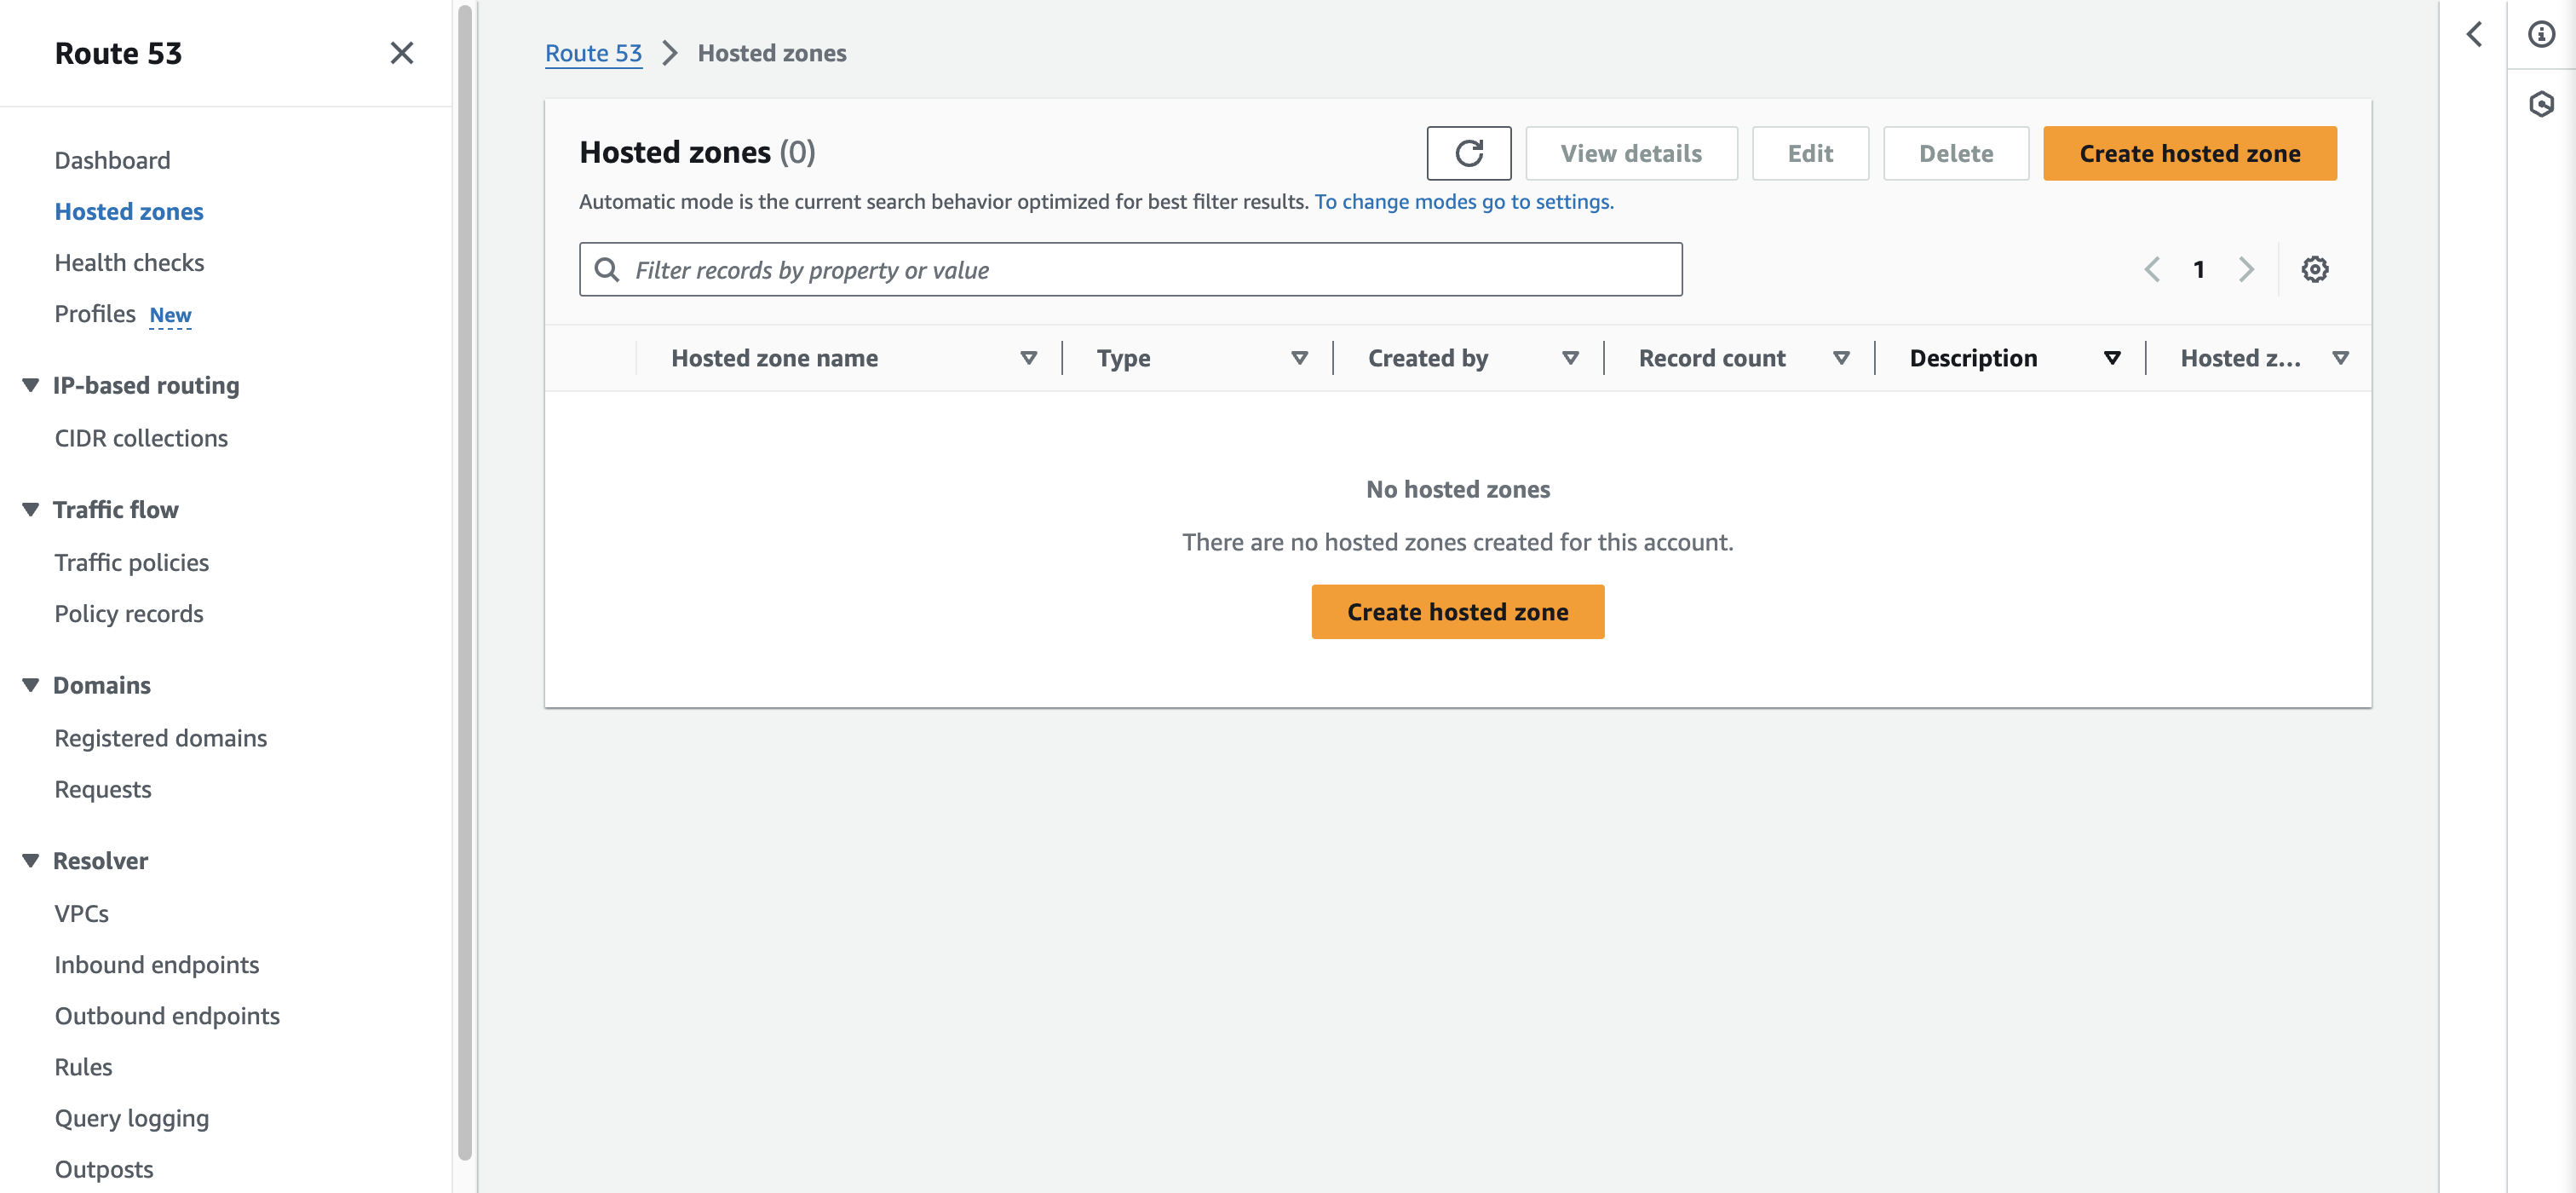 Route 53
Dashboard
Hosted zones
Health checks
Profiles New
IP-based routing
CIDR collections
Traffic flow
Traffic policies
Policy records
Domains
Registered domains
Requests
Resolver
VPCs
Inbound endpoints
Outbound endpoints
Rules
Query logging
Outposts
Route 53 Hosted zones
Hosted zones (0)
View details Edit Delete Create hosted zone
Automatic mode is the current search behavior optimized for best filter results. To change modes go to settings.
Filter records by property or value
1
Hosted zone name Type Created by Record count Description Hosted z...
No hosted zones
There are no hosted zones created for this account.
Create hosted zone